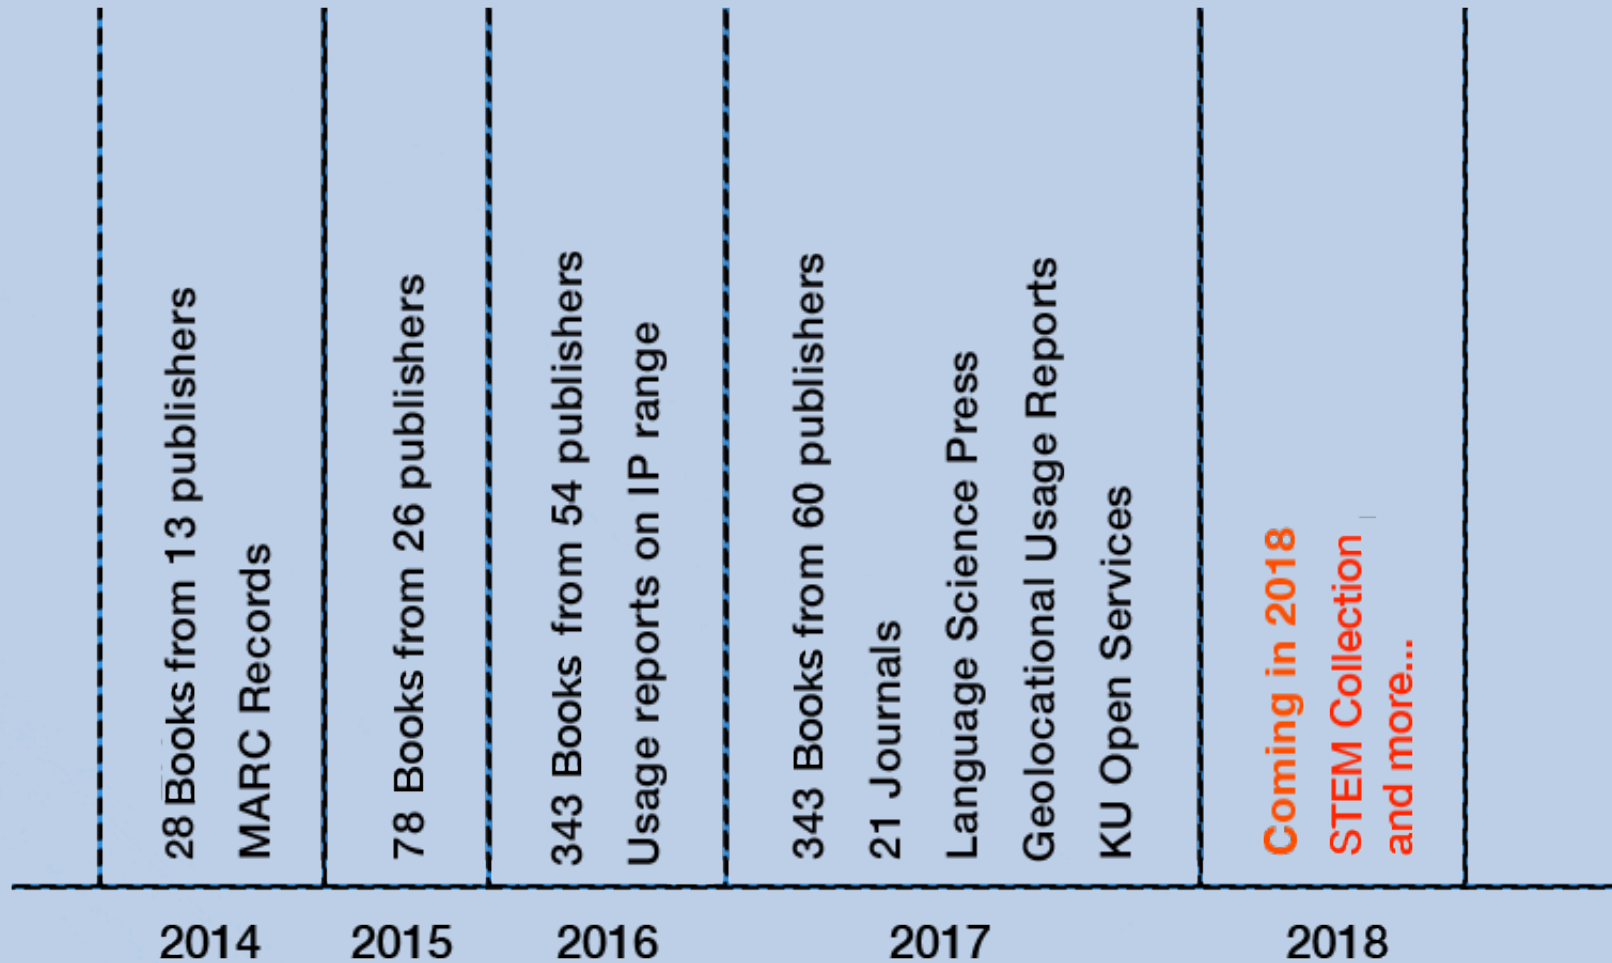 28 Books from 13 publishers
MARC Records
78 Books from 26 publishers
343 Books from 54 publishers
Usage reports on IP range
343 Books from 60 publishers
21 Journals
Language Science Press
Geolocational Usage Reports
KU Open Services
Coming in 2018
STEM Collection
and more...
2014
2015
2016
2017
2018